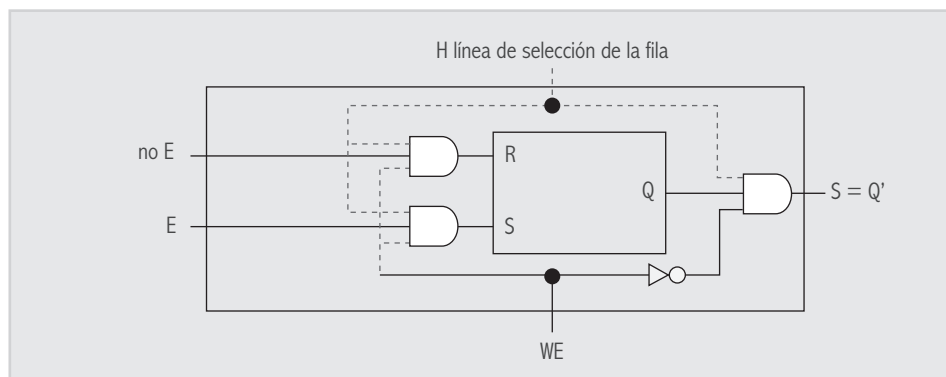 H línea de selección de la fila
no E
R
Q
S = Q’
E
S
WE